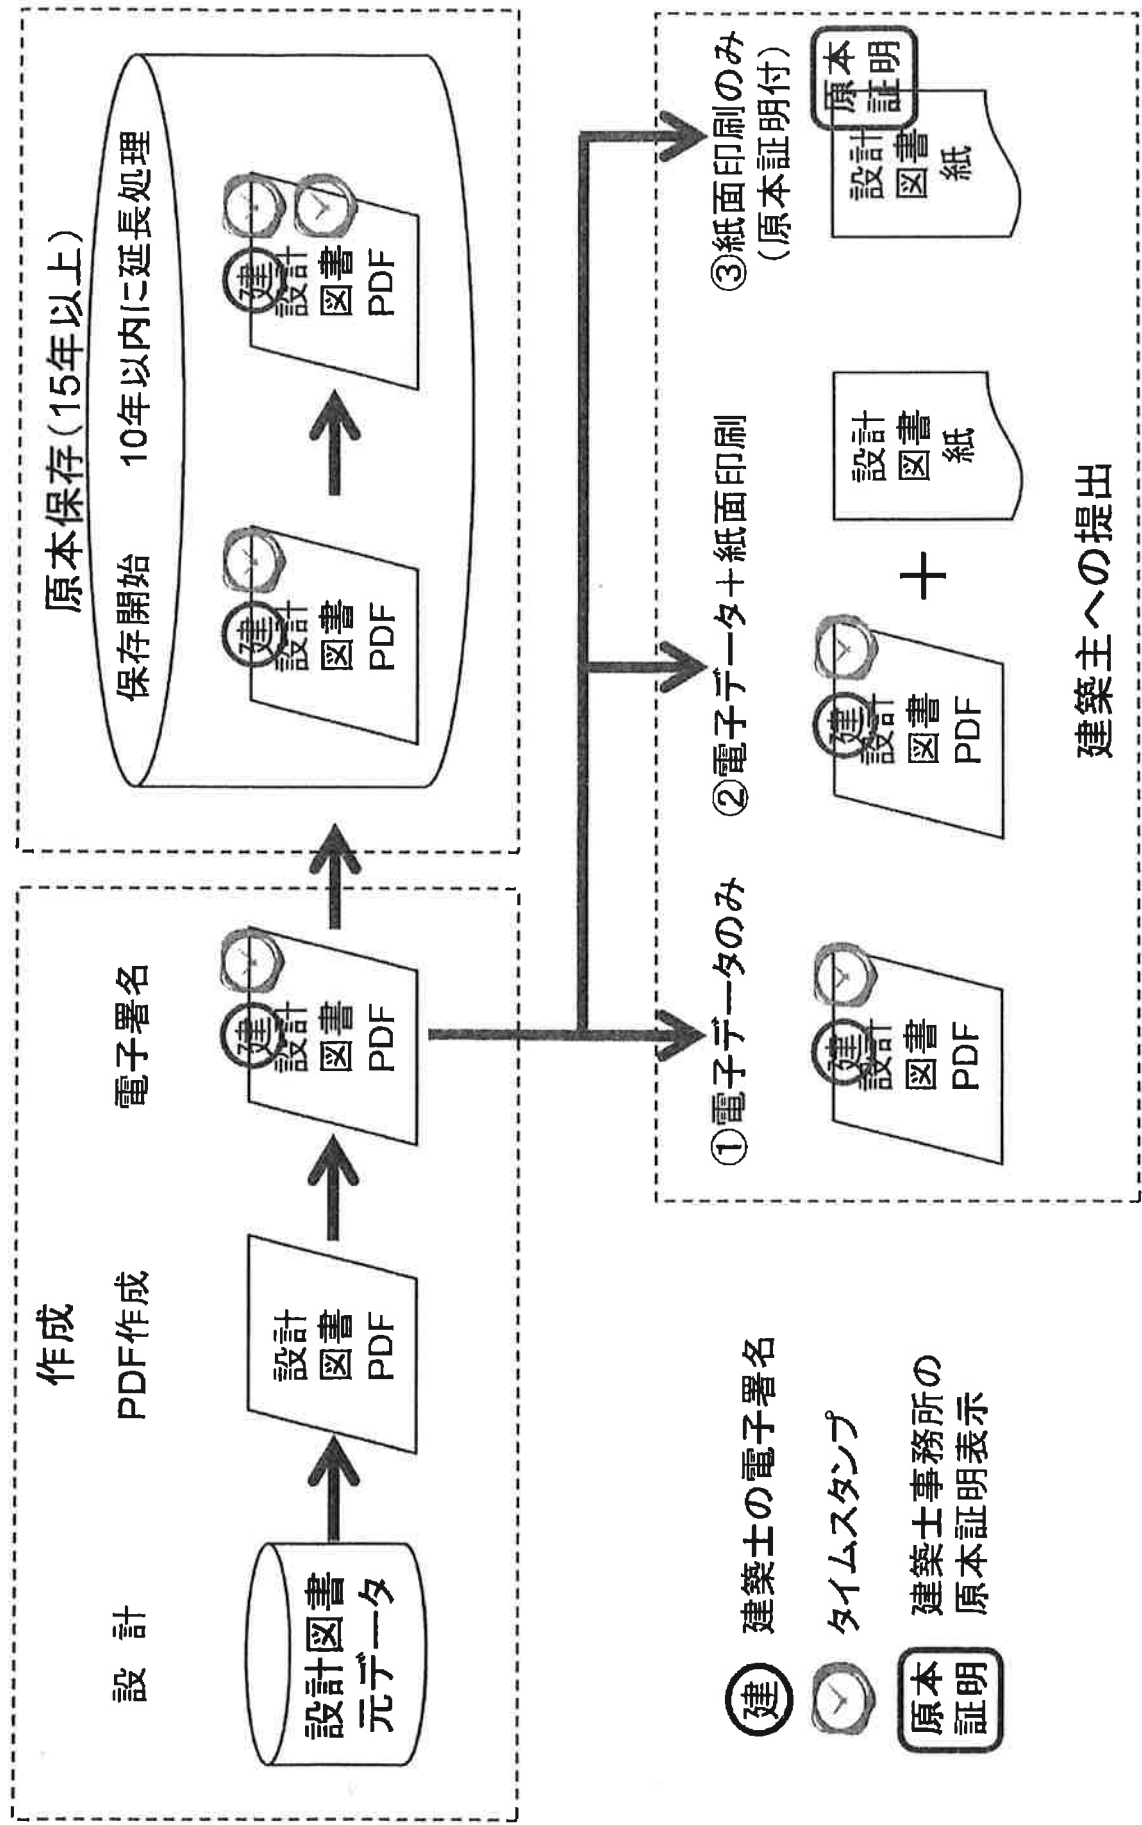 作成
設 計
PDF作成
電子署名
設計図書
元データ
設計
図書
PDF
建
設計
図書
PDF
原本保存(15年以上)
保存開始
10年以内に延長処理
建
設計
図書
PDF
建
設計
図書
PDF
①電子データのみ
建
設計
図書
PDF
②電子データ＋紙面印刷
建
設計
図書
PDF
＋
設計
図書
紙
③紙面印刷のみ
(原本証明付)
原本
証明
設計
図書
紙
建築主への提出
建
建築士の電子署名
タイムスタンプ
原本
証明
建築士事務所の
原本証明表示